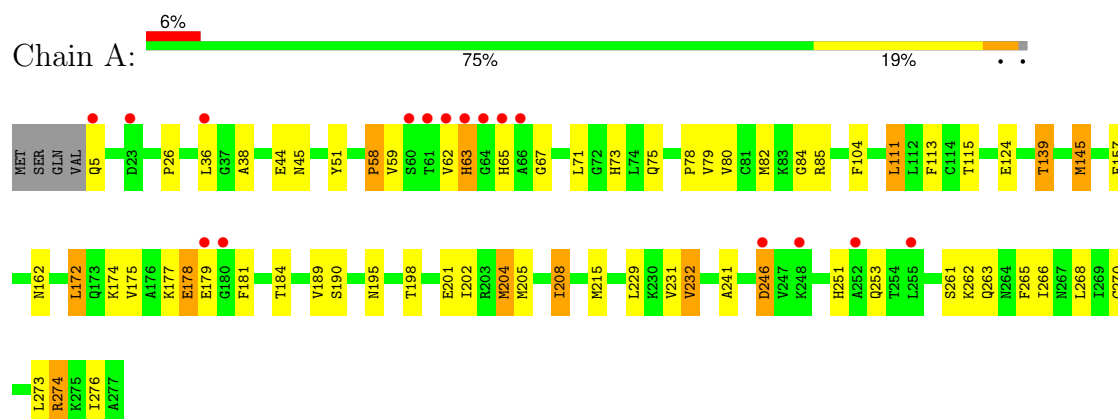 6%
Chain A:
75% 19% • •
MET SER GLN VAL Q5 D23 P26 L36 G37 A38 E44 N45 Y51 P58 V59 S60 T61 V62 H63 G64 H65 A66 G67 L71 G72 H73 L74 Q75 P78 V79 V80 C81 M82 K83 G84 R85 F104 L111 L112 F113 C114 T115 E124 T139 M145 E157
N162 L172 Q173 K174 V175 A176 K177 E178 E179 G180 F181 T184 V189 S190 N195 T198 E201 I202 R203 M204 M205 I208 M215 L229 K230 V231 V232 A241 D246 V247 K248 H251 A252 Q253 T254 L255 S261 K262 Q263 N264 F265 I266 N267 L268 I269
L273 R274 K275 I276 A277